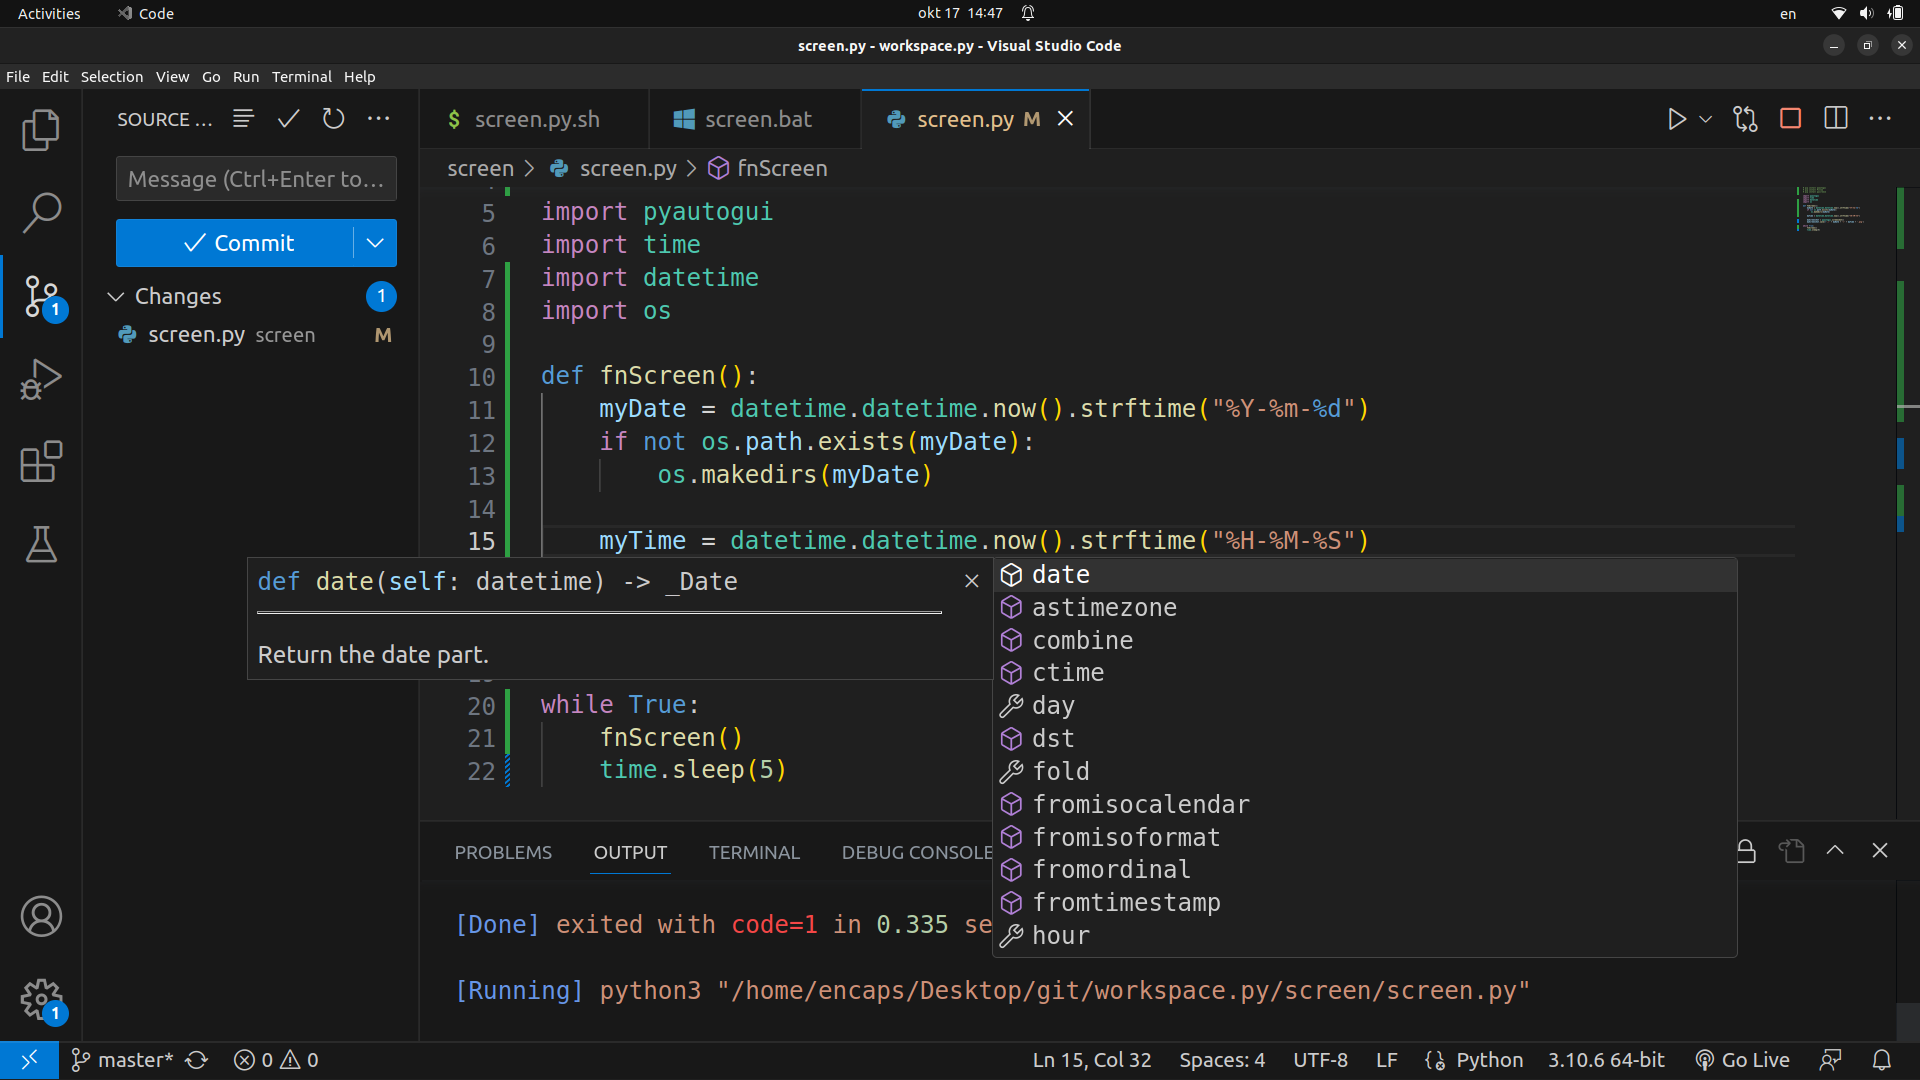 Activities
Code
okt 17 14:47
en
screen.py - workspace.py - Visual Studio Code
File Edit Selection View Go Run Terminal Help
SOURCE ...
screen.py.sh
screen.bat
screen.py M
screen > screen.py > fnScreen
Message (Ctrl+Enter to...
Commit
Changes 1
screen.py screen M
1
5 import pyautogui
6 import time
7 import datetime
8 import os
9
10 def fnScreen():
11 myDate = datetime.datetime.now().strftime("%Y-%m-%d")
12 if not os.path.exists(myDate):
13 os.makedirs(myDate)
14
15 myTime = datetime.datetime.now().strftime("%H-%M-%S")
def date(self: datetime) -> _Date
Return the date part.
date
astimezone
combine
ctime
day
dst
fold
fromisocalendar
fromisoformat
fromordinal
fromtimestamp
hour
20 while True:
21 fnScreen()
22 time.sleep(5)
PROBLEMS OUTPUT TERMINAL DEBUG CONSOLE
[Done] exited with code=1 in 0.335 se
[Running] python3 "/home/encaps/Desktop/git/workspace.py/screen/screen.py"
1
master* 0 0
Ln 15, Col 32 Spaces: 4 UTF-8 LF Python 3.10.6 64-bit Go Live